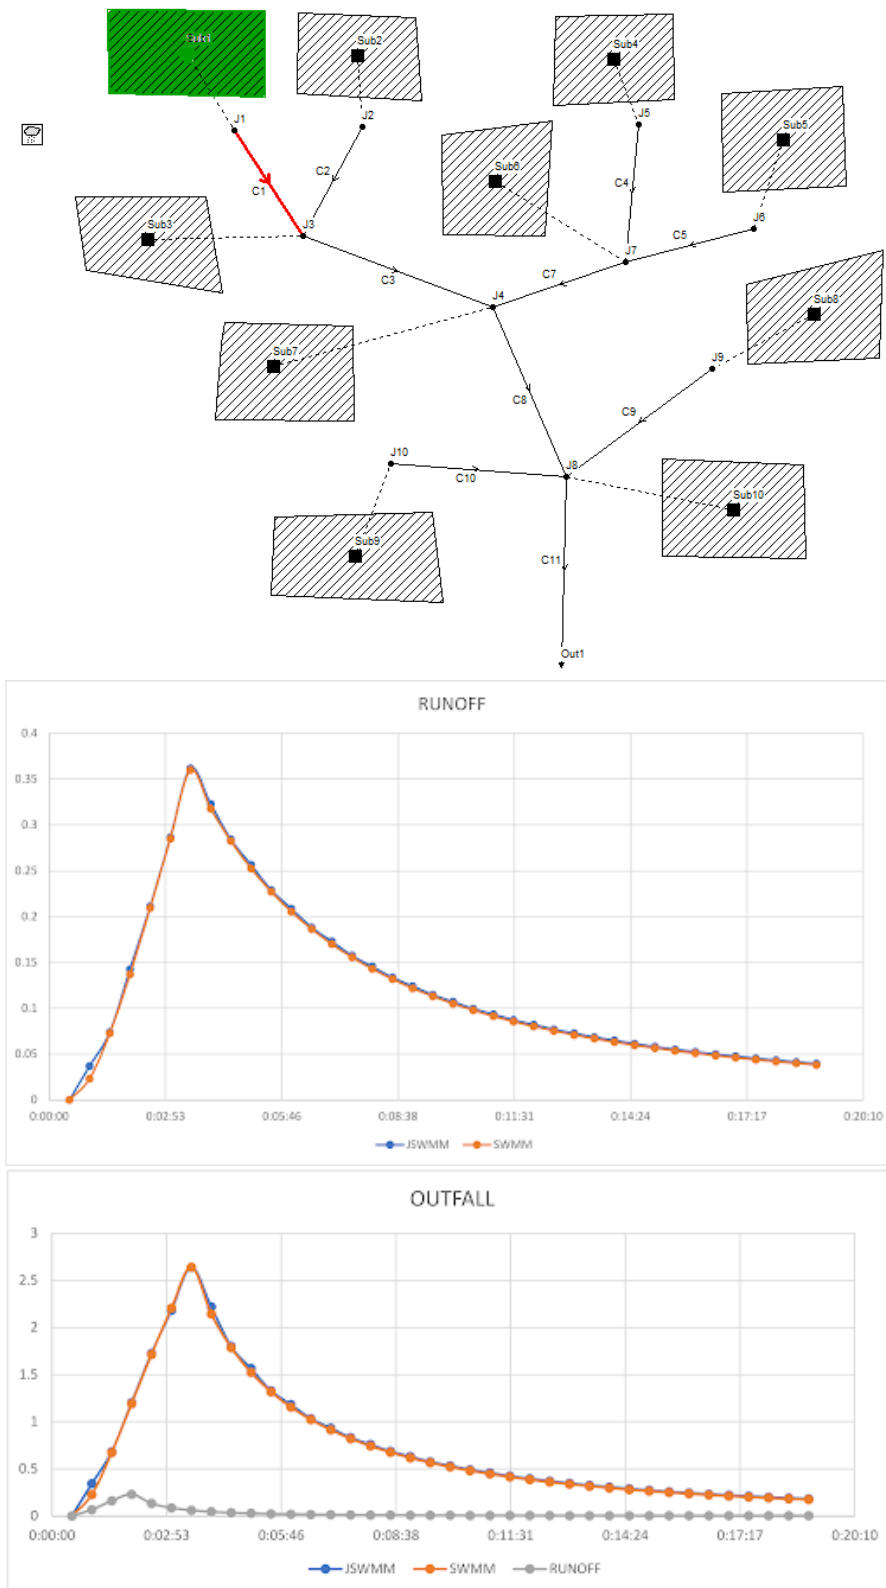 Sub1
Sub2
Sub4
J1
J2
J5
Sub5
Sub6
C1
C2
C4
Sub3
J3
J6
C5
J7
C3
C7
J4
Sub8
Sub7
J9
C8
C9
J10
J8
C10
Sub10
Sub9
C11
Out1
RUNOFF
0.4
0.35
0.3
0.25
0.2
0.15
0.1
0.05
0
0:00:00 0:02:53 0:05:46 0:08:38 0:11:31 0:14:24 0:17:17 0:20:10
JSWMM SWMM
OUTFALL
3
2.5
2
1.5
1
0.5
0
0:00:00 0:02:53 0:05:46 0:08:38 0:11:31 0:14:24 0:17:17 0:20:10
JSWMM SWMM RUNOFF